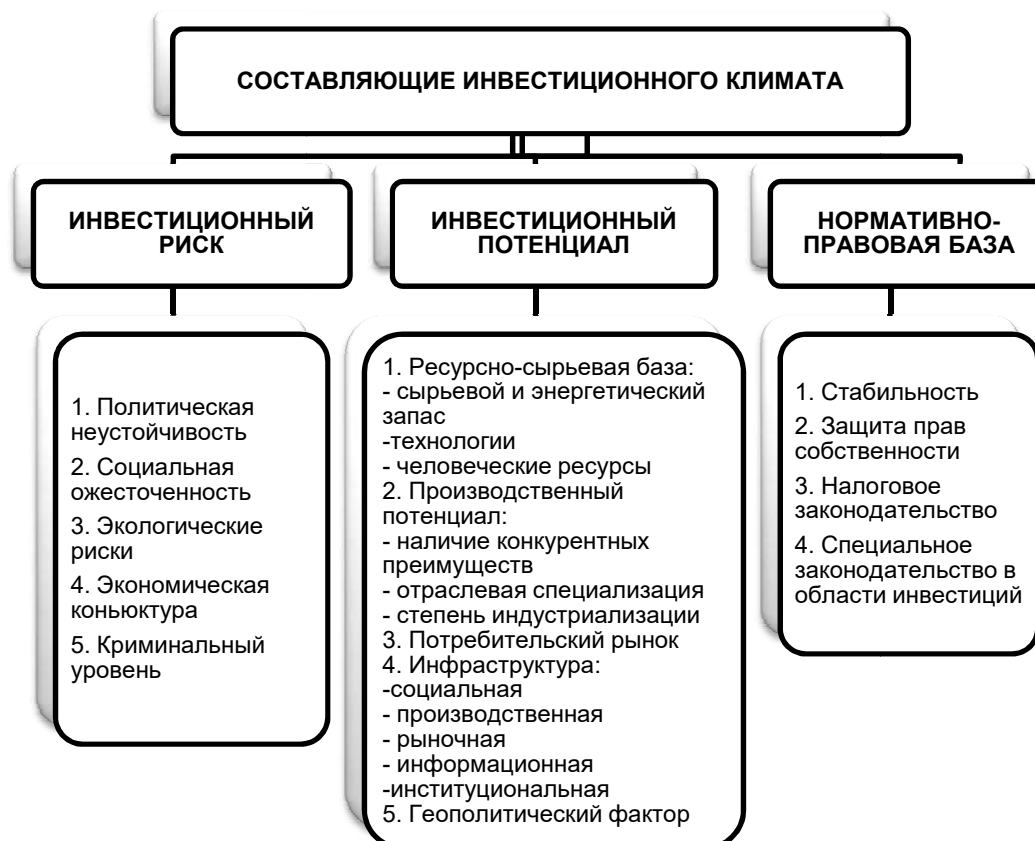 СОСТАВЛЯЮЩИЕ ИНВЕСТИЦИОННОГО КЛИМАТА
ИНВЕСТИЦИОННЫЙ
РИСК
1. Политическая
неустойчивость
2. Социальная
ожесточенность
3. Экологические
риски
4. Экономическая
коньюктура
5. Криминальный
уровень
ИНВЕСТИЦИОННЫЙ
ПОТЕНЦИАЛ
1. Ресурсно-сырьевая база:
- сырьевой и энергетический
запас
-технологии
- человеческие ресурсы
2. Производственный
потенциал:
- наличие конкурентных
преимуществ
- отраслевая специализация
- степень индустриализации
3. Потребительский рынок
4. Инфраструктура:
-социальная
- производственная
- рыночная
- информационная
-институциональная
5. Геополитический фактор
НОРМАТИВНО-
ПРАВОВАЯ БАЗА
1. Стабильность
2. Защита прав
собственности
3. Налоговое
законодательство
4. Специальное
законодательство в
области инвестиций